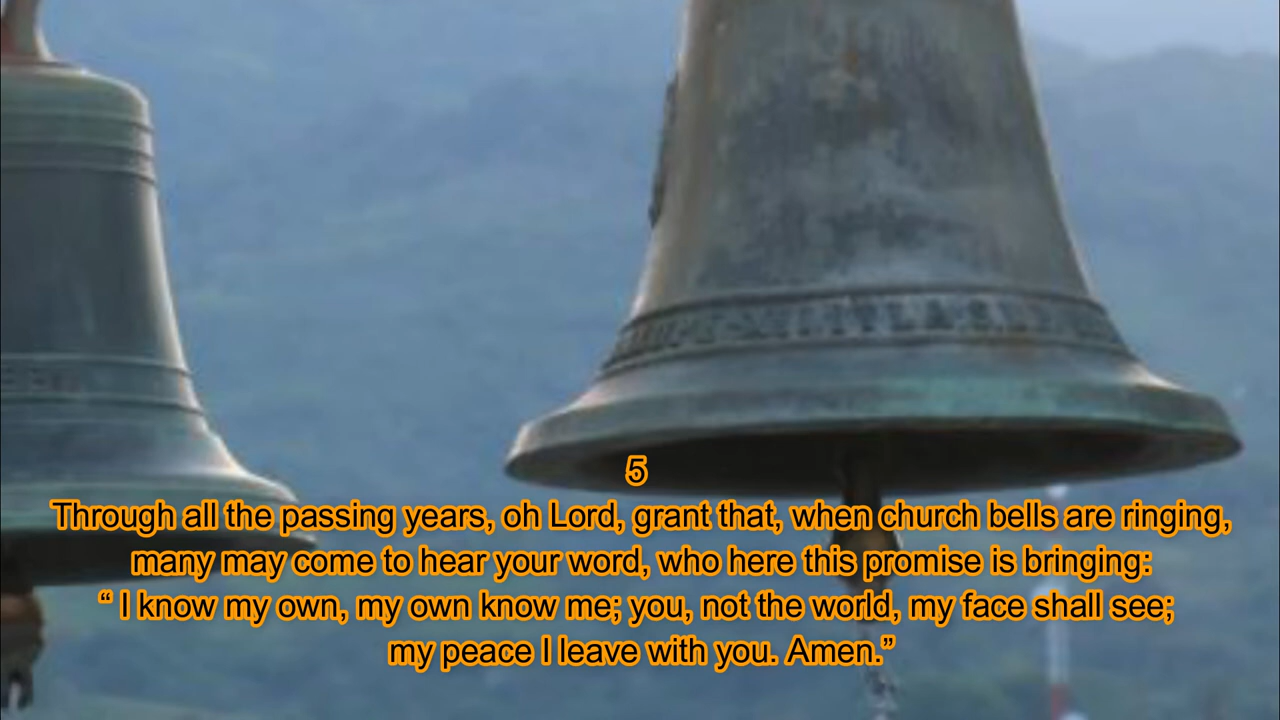 5
Through all the passing years, oh Lord, grant that, when church bells are ringing,
many may come to hear your word, who here this promise is bringing:
“ I know my own, my own know me; you, not the world, my face shall see;
my peace I leave with you. Amen.”